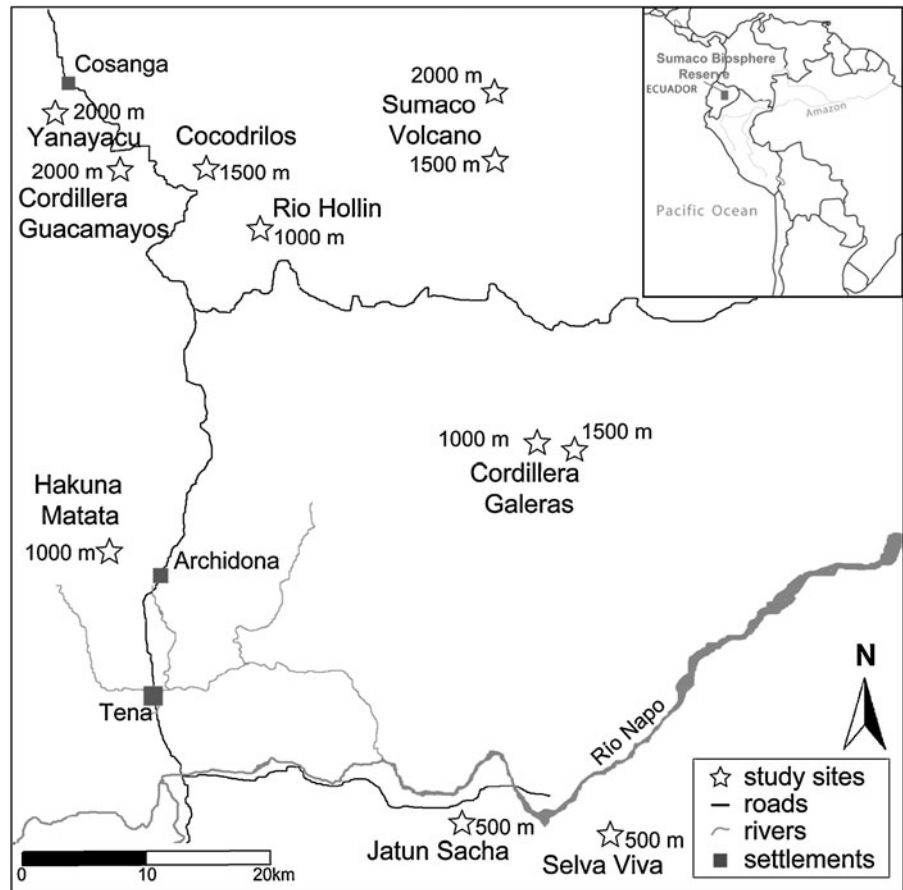 Cosanga
2000 m
Yanayacu
2000 m
Cordillera
Guacamayos
Cocodrilos
1500 m
Rio Hollin
1000 m
2000 m
Sumaco
Volcano
1500 m
Sumaco Biosphere
Reserve
ECUADOR
Amazon
Pacific Ocean
1000 m
1500 m
Cordillera
Galeras
Hakuna
Matata
1000 m
Archidona
Tena
Rio Napo
N
500 m
Jatun Sacha
500 m
Selva Viva
study sites
roads
rivers
settlements
0 10 20km